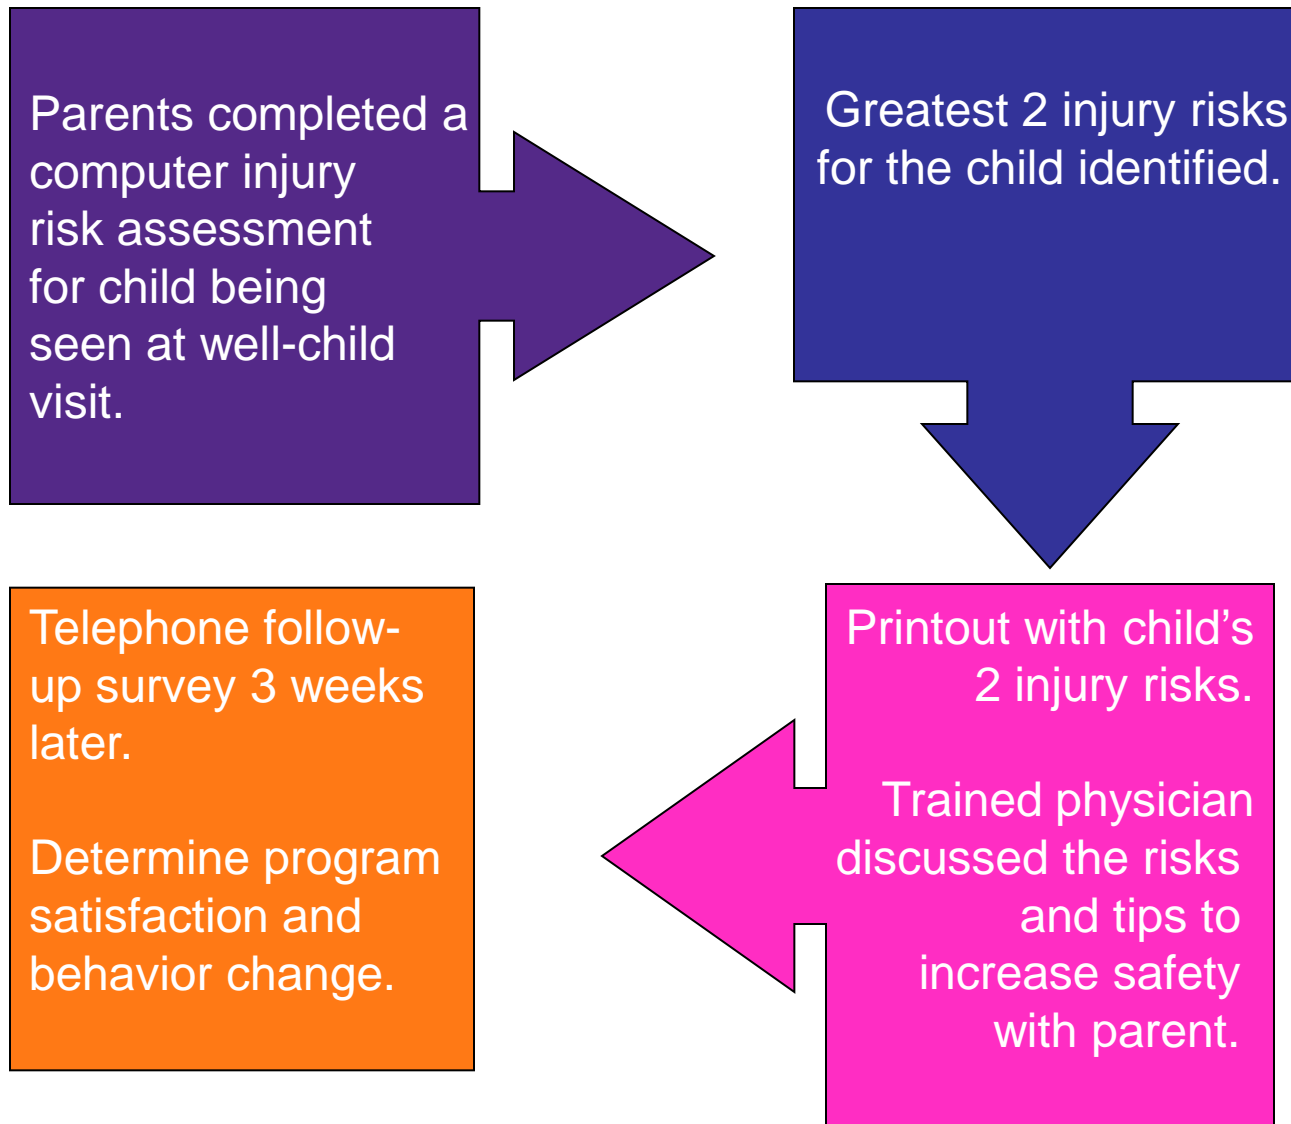 Parents completed a
computer injury
risk assessment
for child being
seen at well-child
visit.
Greatest 2 injury risks
for the child identified.
Printout with child’s
2 injury risks.
Trained physician
discussed the risks
and tips to
increase safety
with parent.
Telephone follow-
up survey 3 weeks
later.
Determine program
satisfaction and
behavior change.